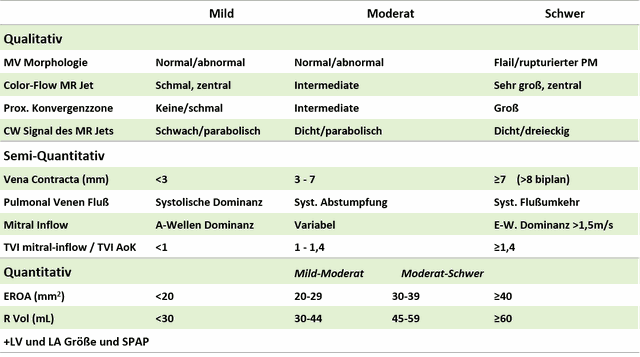 Mild Moderat Schwer
Qualitativ
MV Morphologie Normal/abnormal Normal/abnormal Flail/rupturierter PM
Color-Flow MR Jet Schmal, zentral Intermediate Sehr groß, zentral
Prox. Konvergenzzone Keine/schmal Intermediate Groß
CW Signal des MR Jets Schwach/parabolisch Dicht/parabolisch Dicht/dreieckig
Semi-Quantitativ
Vena Contracta (mm) <3 3 - 7 ≥7 (>8 biplan)
Pulmonal Venen Fluß Systolische Dominanz Syst. Abstumpfung Syst. Flußumkehr
Mitral Inflow A-Wellen Dominanz Variabel E-W. Dominanz >1,5m/s
TVI mitral-inflow / TVI AoK <1 1 - 1,4 ≥1,4
Quantitativ Mild-Moderat Moderat-Schwer
EROA (mm²) <20 20-29 30-39 ≥40
R Vol (mL) <30 30-44 45-59 ≥60
+LV und LA Größe und SPAP